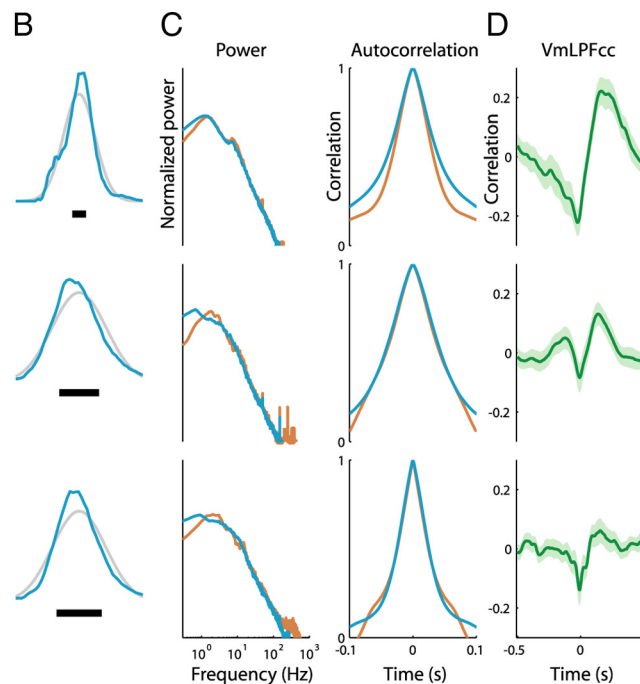 B
C
D
Power
Autocorrelation
VmLPFcc
Normalized power
Correlation
1
0
Correlation
0.2
0
-0.2
1
0
0.2
0
-0.2
1
0
0.2
0
-0.2
10⁰ 10¹ 10² 10³
Frequency (Hz)
-0.1 0 0.1
Time (s)
-0.5 0
Time (s)